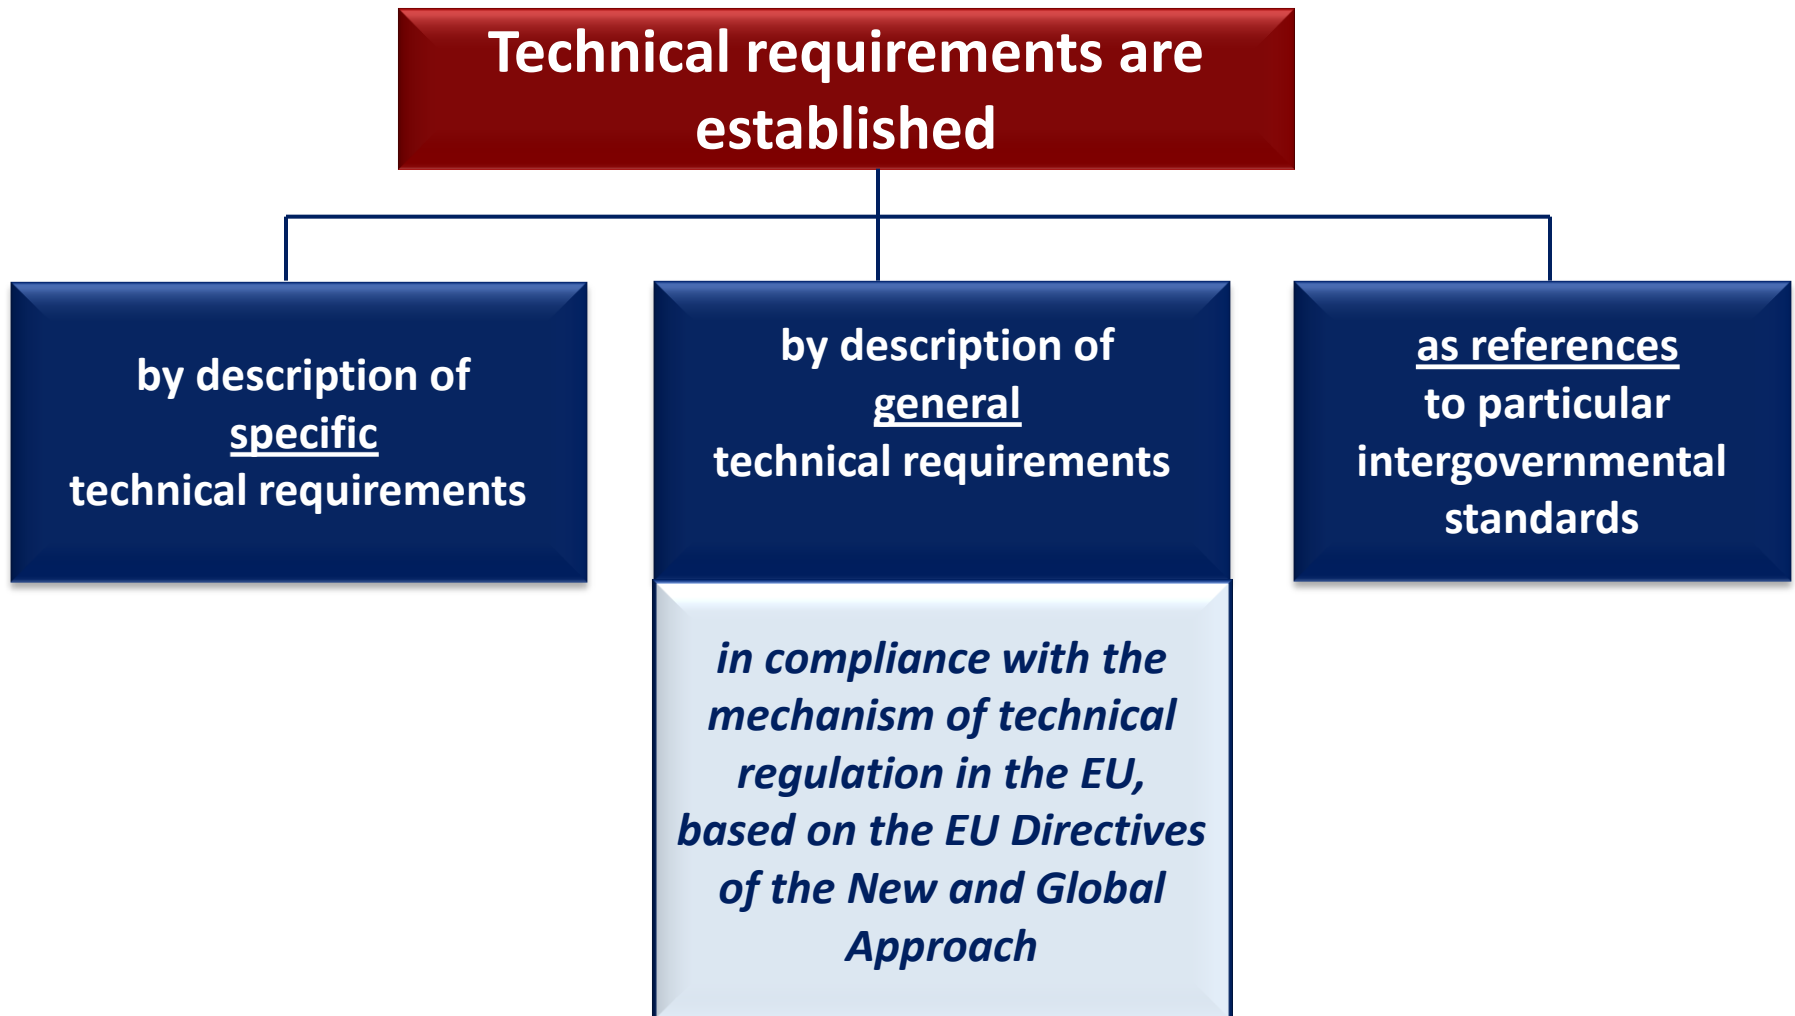 Technical requirements are
established
by description of
specific
technical requirements
by description of
general
technical requirements
as references
to particular
intergovernmental
standards
in compliance with the
mechanism of technical
regulation in the EU,
based on the EU Directives
of the New and Global
Approach